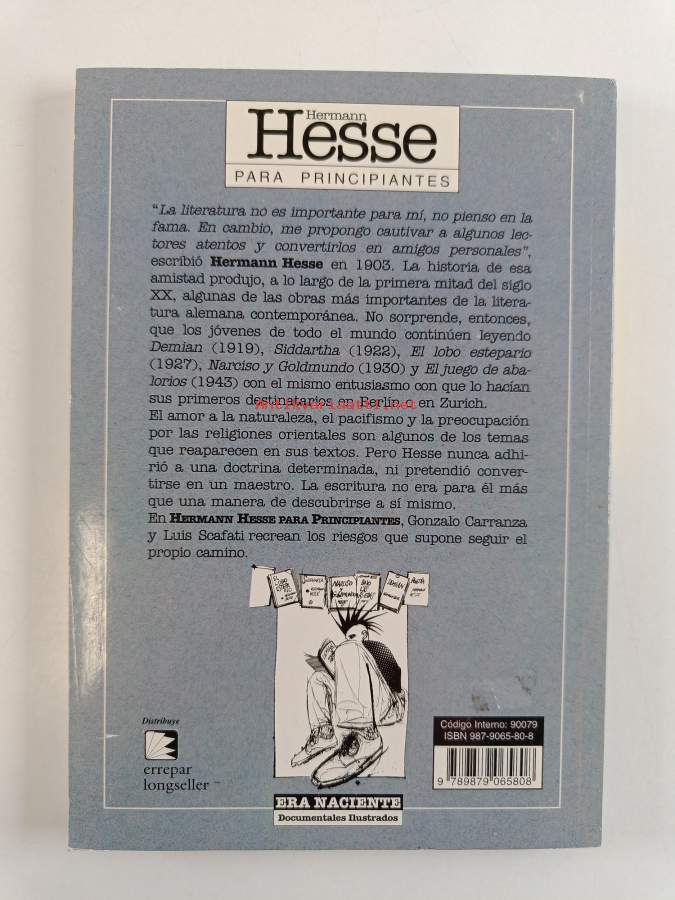 Hermann
Hesse
PARA PRINCIPIANTES
“La literatura no es importante para mí, no pienso en la
fama. En cambio, me propongo cautivar a algunos lec-
tores atentos y convertirlos en amigos personales”,
escribió Hermann Hesse en 1903. La historia de esa
amistad produjo, a lo largo de la primera mitad del siglo
XX, algunas de las obras más importantes de la litera-
tura alemana contemporánea. No sorprende, entonces,
que los jóvenes de todo el mundo continúen leyendo
Demian (1919), Siddartha (1922), El lobo estepario
(1927), Narciso y Goldmundo (1930) y El juego de aba-
lorios (1943) con el mismo entusiasmo con que lo hacían
sus primeros destinatarios en Berlín o en Zurich.
Antikvariaatti.net
El amor a la naturaleza, el pacifismo y la preocupación
por las religiones orientales son algunos de los temas
que reaparecen en sus textos. Pero Hesse nunca adhi-
rió a una doctrina determinada, ni pretendió conver-
tirse en un maestro. La escritura no era para él más
que una manera de descubrirse a sí mismo.
En HERMANN HESSE PARA PRINCIPIANTES, Gonzalo Carranza
y Luis Scafati recrean los riesgos que supone seguir el
propio camino.
EL LOBO
NARCISO
DEMIAN
Distribuye
errepar
longseller
Código Interno: 90079
ISBN 987-9065-80-8
9 789879 065808
ERA NACIENTE
Documentales Ilustrados